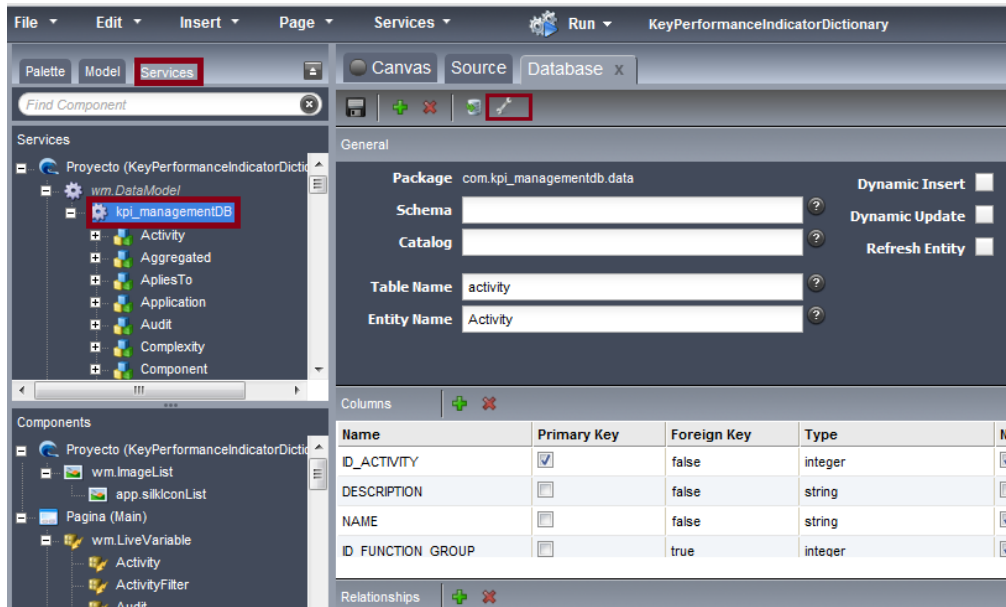 File Edit Insert Page Services Run KeyPerformanceIndicatorDictionary
Palette Model Services
Canvas Source Database x
Find Component
Services
Proyecto (KeyPerformanceIndicatorDictic
wm.DataModel
kpi_managementDB
Activity
Aggregated
ApliesTo
Application
Audit
Complexity
Component
General
Package com.kpi_managementdb.data
Dynamic Insert
Schema
Dynamic Update
Catalog
Refresh Entity
Table Name activity
Entity Name Activity
Components
Proyecto (KeyPerformanceIndicatorDictic
wm.ImageList
app.silkIconList
Pagina (Main)
wm.LiveVariable
Activity
ActivityFilter
Audit
Columns
Name Primary Key Foreign Key Type N
ID_ACTIVITY false integer
DESCRIPTION false string
NAME false string
ID_FUNCTION_GROUP true integer
Relationships